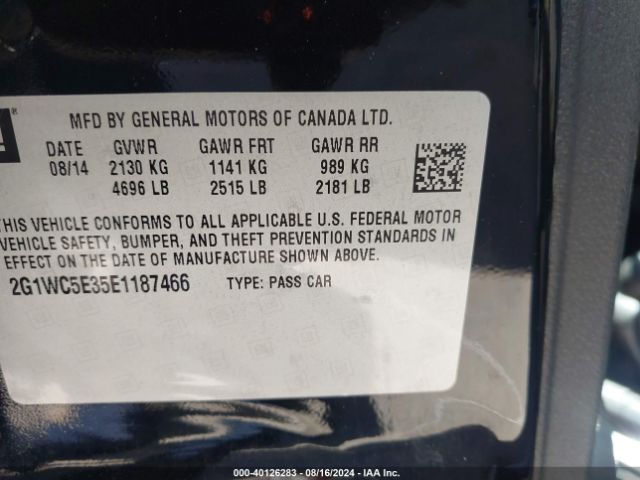 MFD BY GENERAL MOTORS OF CANADA LTD.
DATE GVWR GAWR FRT GAWR RR
08/14 2130 KG 1141 KG 989 KG
4696 LB 2515 LB 2181 LB
THIS VEHICLE CONFORMS TO ALL APPLICABLE U.S. FEDERAL MOTOR
VEHICLE SAFETY, BUMPER, AND THEFT PREVENTION STANDARDS IN
EFFECT ON THE DATE OF MANUFACTURE SHOWN ABOVE.
2G1WC5E35E1187466 TYPE: PASS CAR
000-40126283 - 08/16/2024 - IAA Inc.